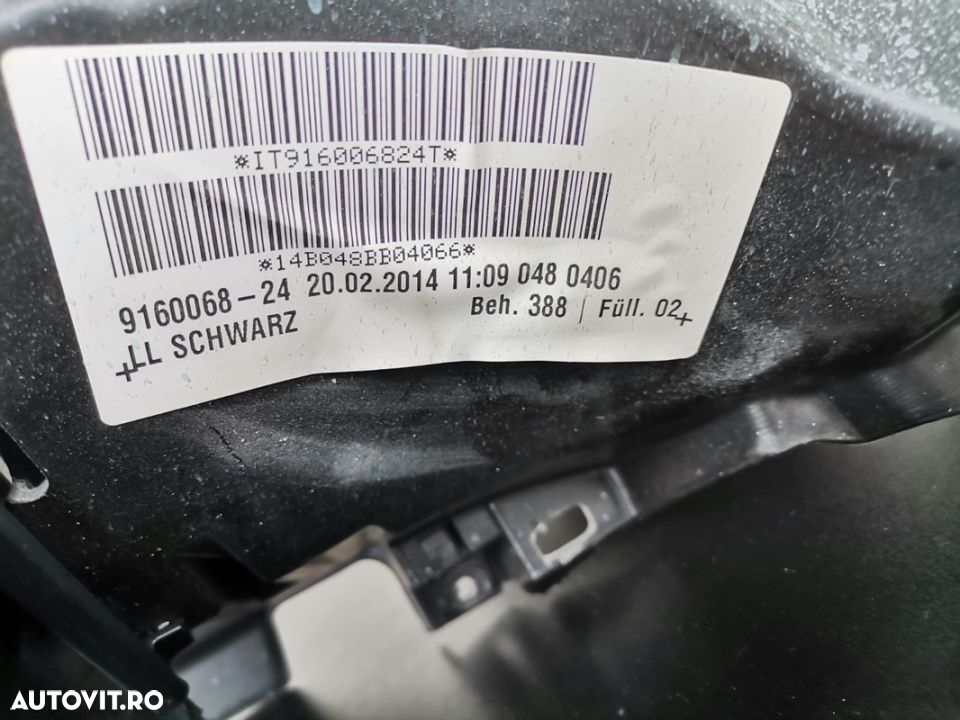 *IT916006824T*
*14B048BB04066*
9160068-24 20.02.2014 11:09 048 0406
LL SCHWARZ Beh. 388 | Füll. 02
AUTOVIT.RO